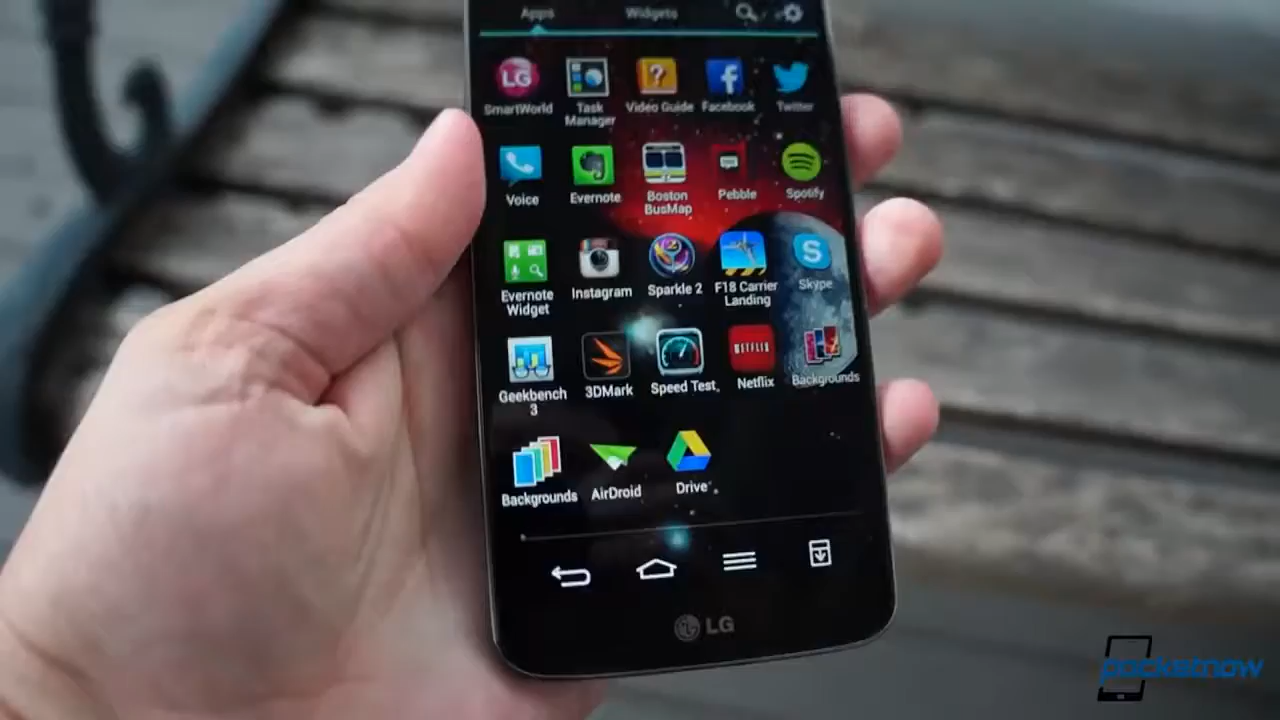 Apps Widgets
LG
SmartWorld Task Manager Video Guide Facebook Twitter
Voice Evernote Boston BusMap Pebble Spotify
Evernote Widget Instagram Sparkle 2 F18 Carrier Landing Skype
NETFLIX
Geekbench 3 3DMark Speed Test Netflix Backgrounds
Backgrounds AirDroid Drive
LG
pocketnow